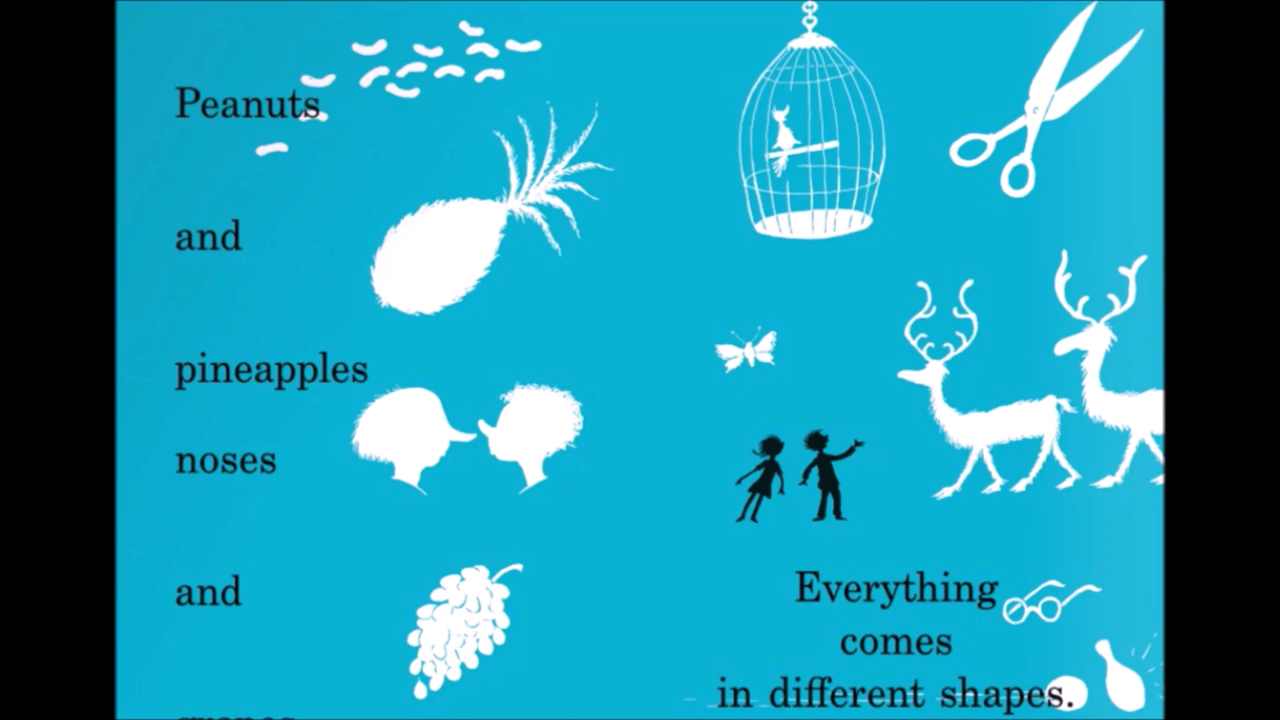 Peanuts
and
pineapples
noses
and
Everything
comes
in different shapes.